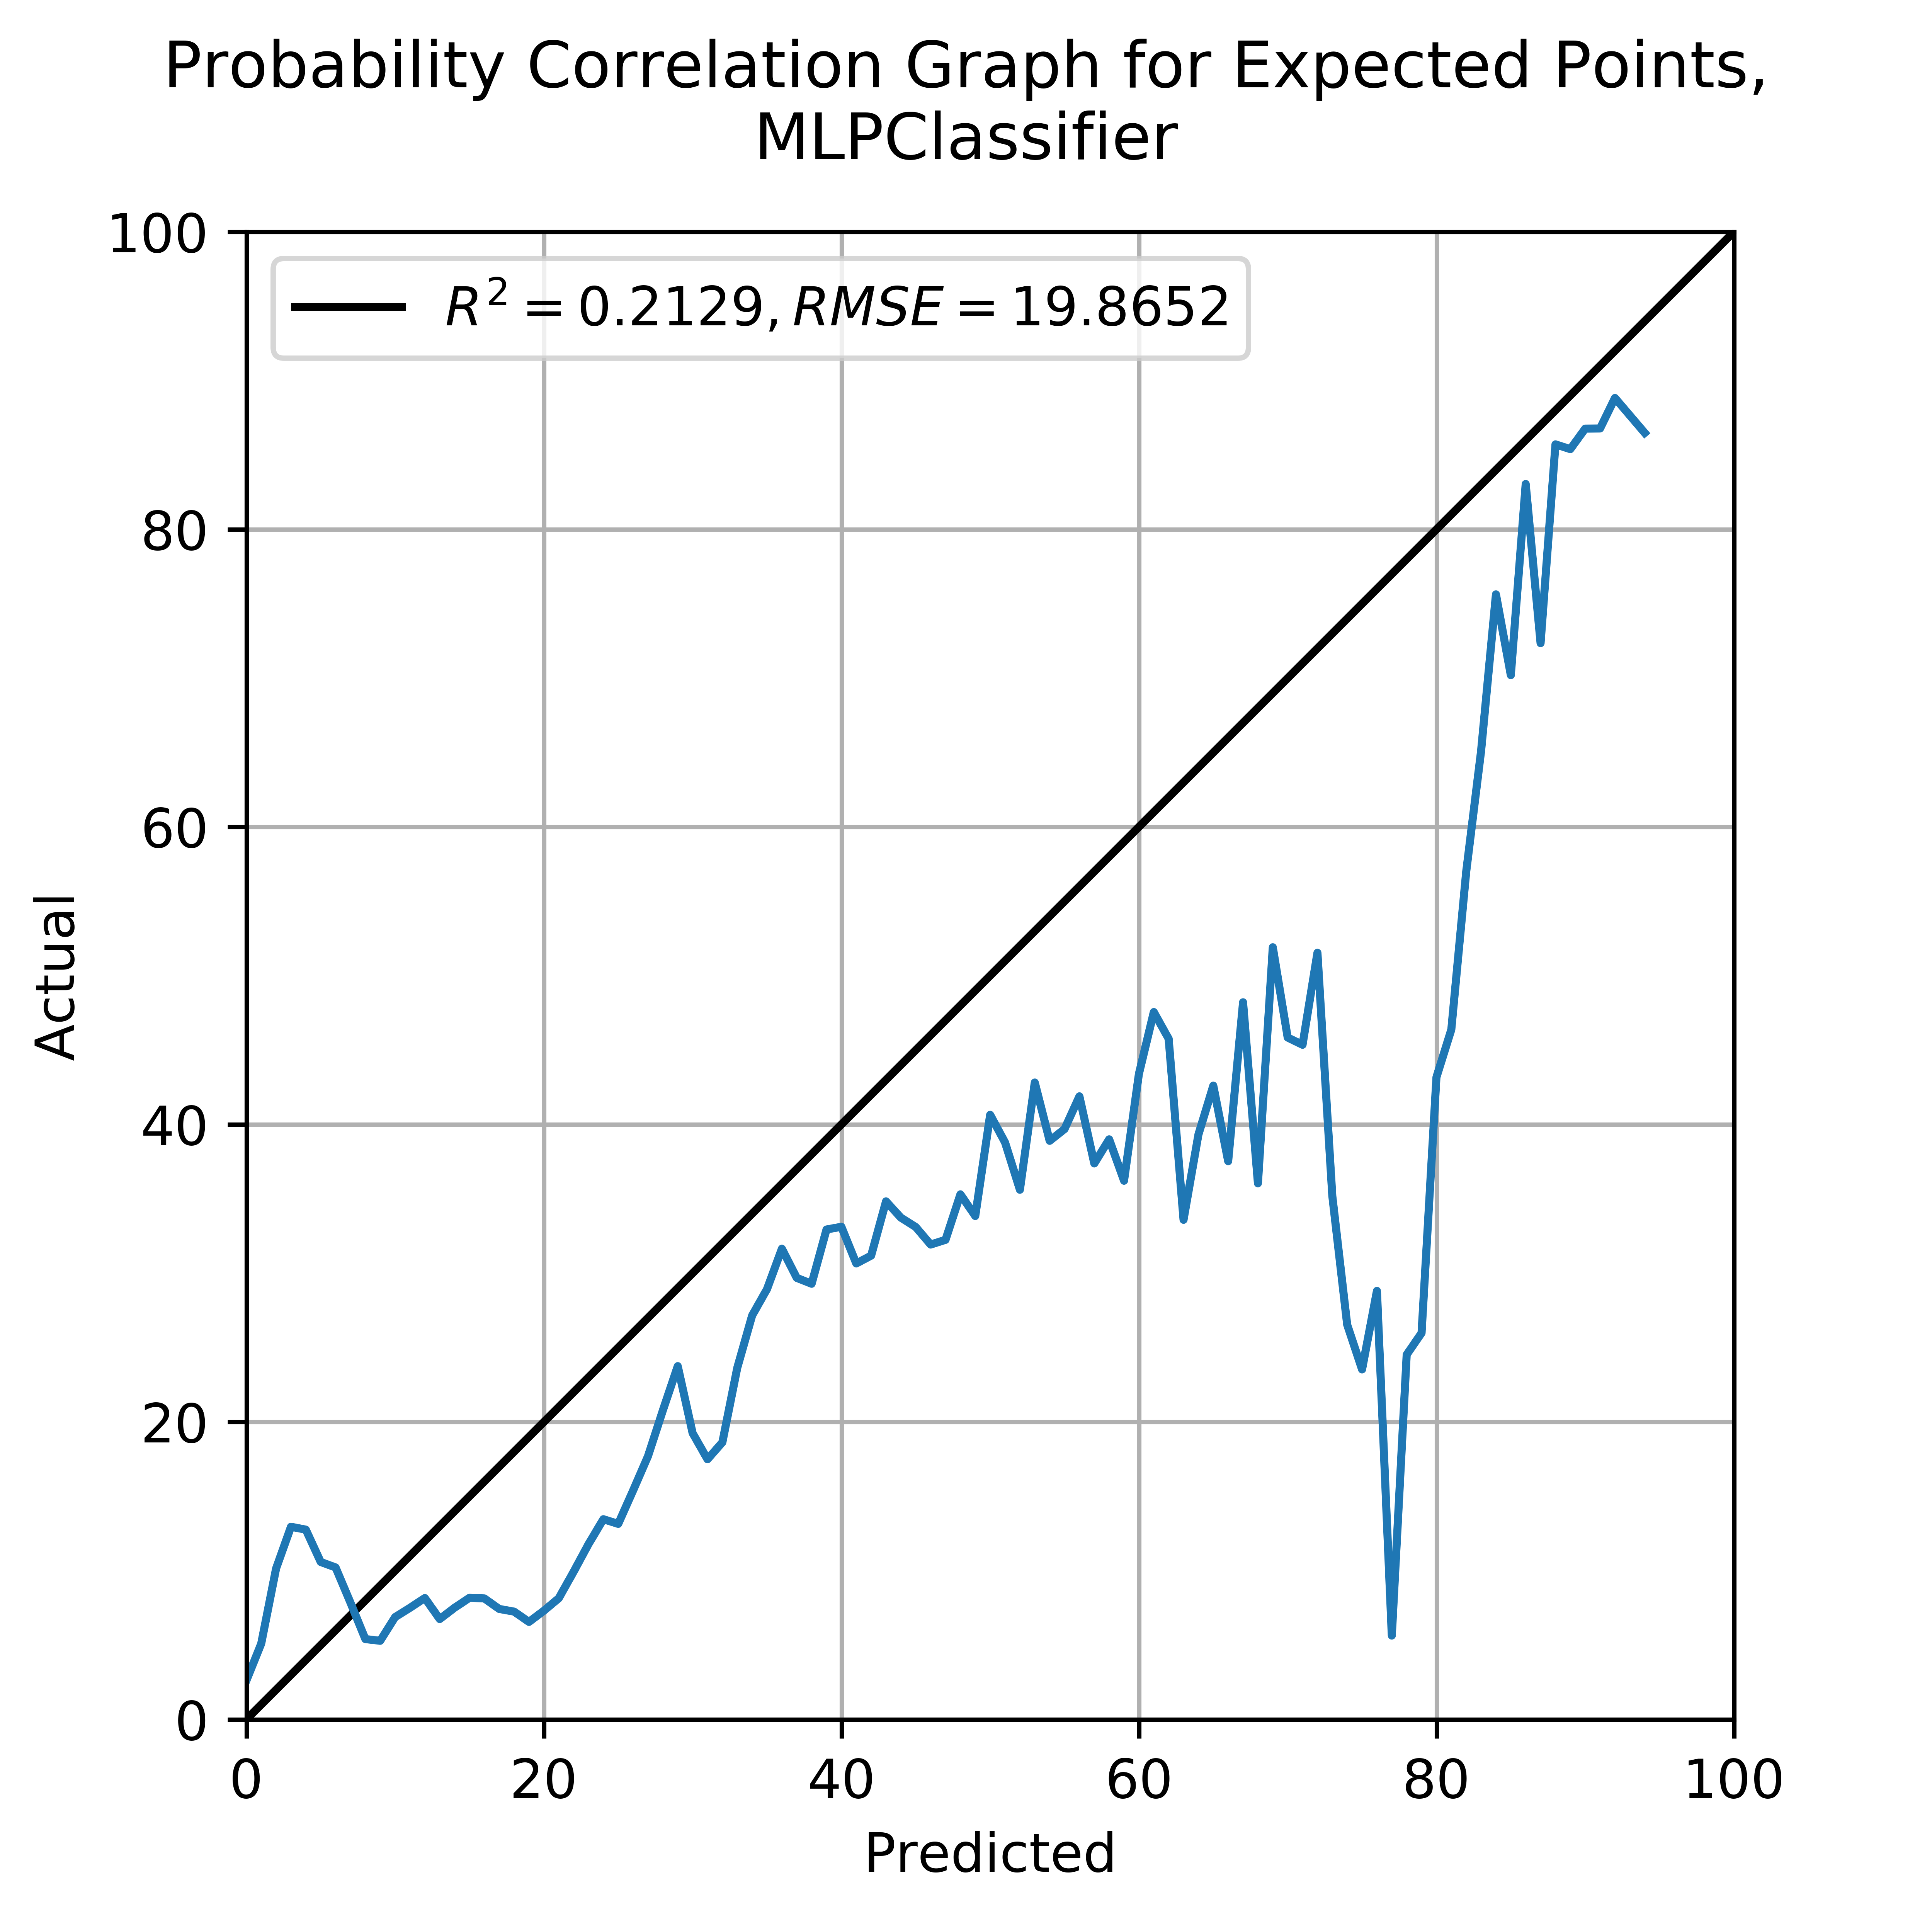 Probability Correlation Graph for Expected Points,
MLPClassifier
R² = 0.2129, RMSE = 19.8652
100
80
60
40
20
0
Actual
0 20 40 60 80 100
Predicted